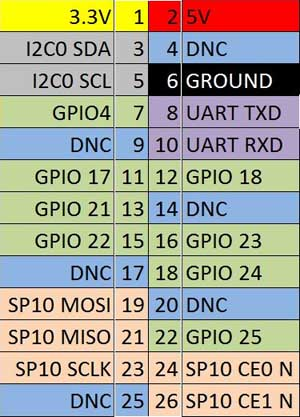 3.3V 1 2 5V
I2C0 SDA 3 4 DNC
I2C0 SCL 5 6 GROUND
GPIO4 7 8 UART TXD
DNC 9 10 UART RXD
GPIO 17 11 12 GPIO 18
GPIO 21 13 14 DNC
GPIO 22 15 16 GPIO 23
DNC 17 18 GPIO 24
SP10 MOSI 19 20 DNC
SP10 MISO 21 22 GPIO 25
SP10 SCLK 23 24 SP10 CE0 N
DNC 25 26 SP10 CE1 N